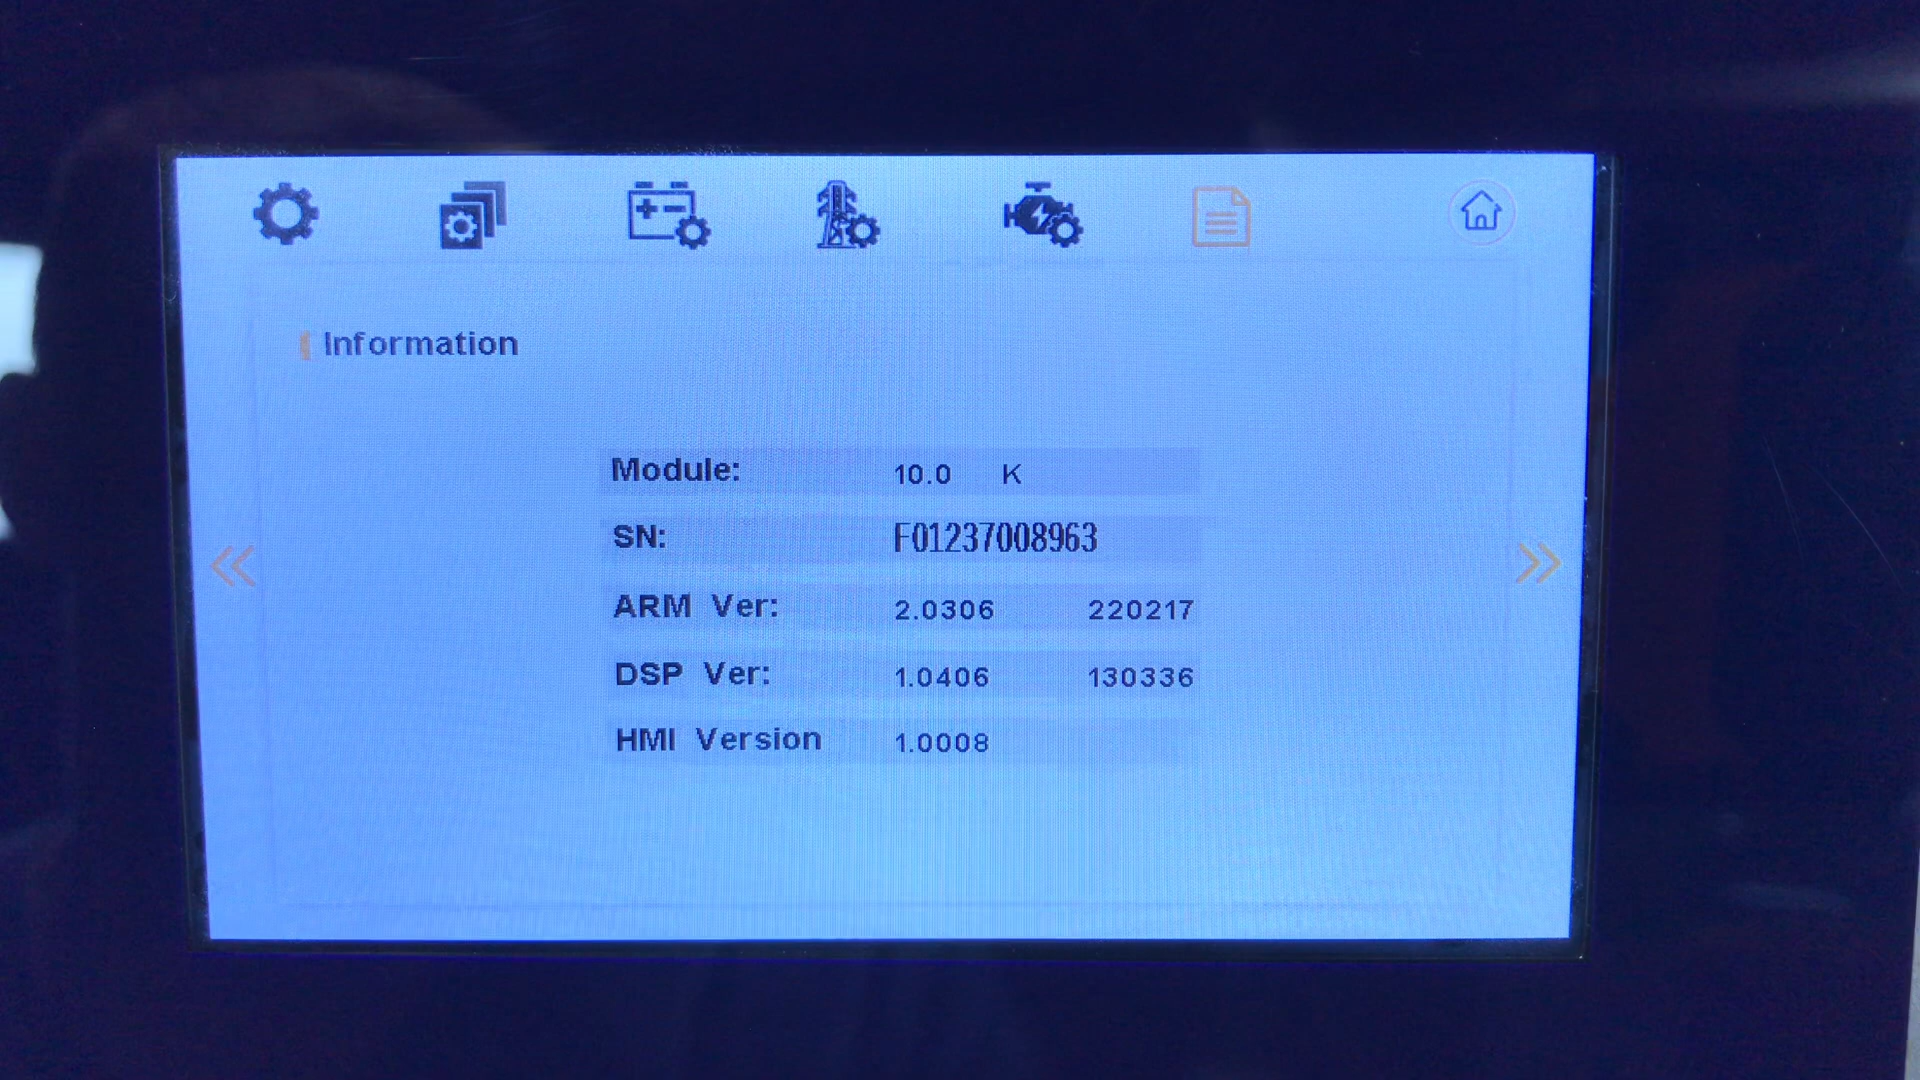 Information
Module: 10.0 K
SN: F01237008963
ARM Ver: 2.0306 220217
DSP Ver: 1.0406 130336
HMI Version 1.0008